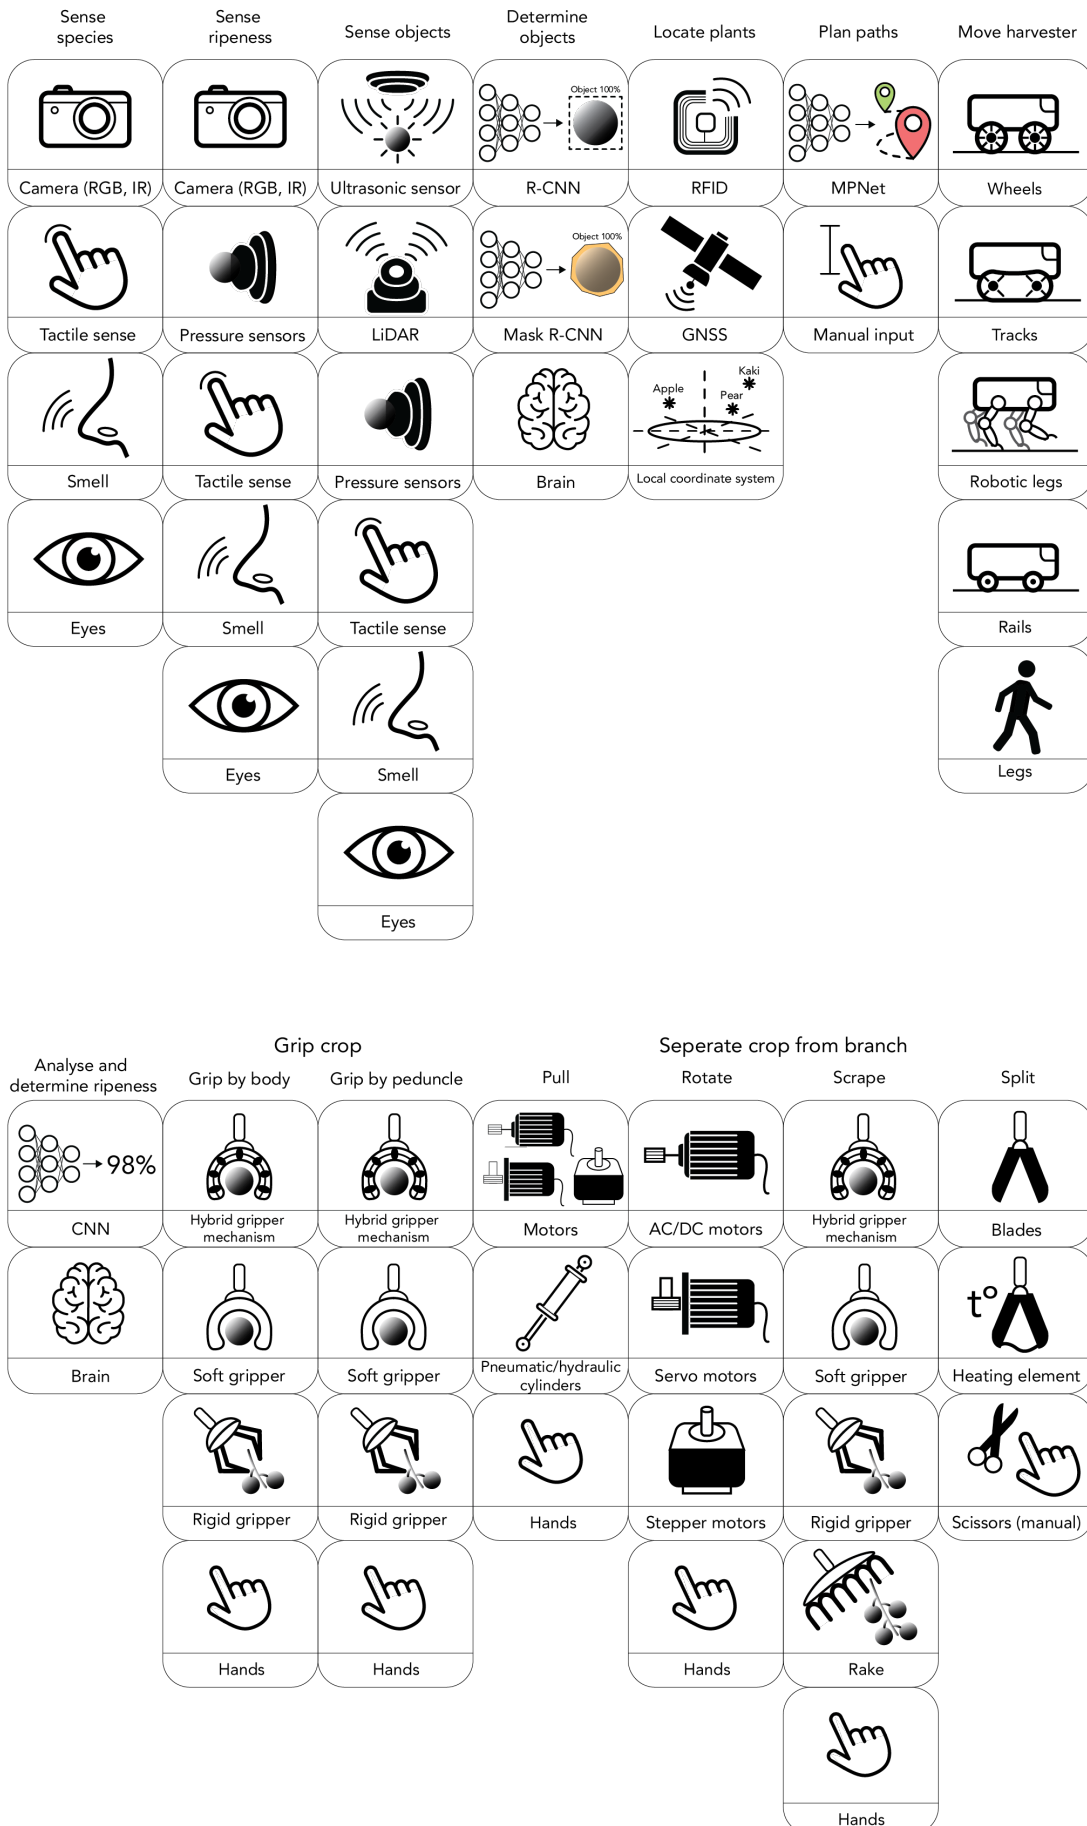 Sense
species
Sense
ripeness
Sense objects
Determine
objects
Locate plants
Plan paths
Move harvester
Object 100%
Camera (RGB, IR)
Camera (RGB, IR)
Ultrasonic sensor
R-CNN
RFID
MPNet
Wheels
Object 100%
Tactile sense
Pressure sensors
LiDAR
Mask R-CNN
GNSS
Manual input
Tracks
Kaki
Apple
Pear
Smell
Tactile sense
Pressure sensors
Brain
Local coordinate system
Robotic legs
Eyes
Smell
Tactile sense
Rails
Eyes
Smell
Legs
Eyes
Grip crop
Seperate crop from branch
Analyse and
determine ripeness
Grip by body
Grip by peduncle
Pull
Rotate
Scrape
Split
98%
CNN
Hybrid gripper
mechanism
Hybrid gripper
mechanism
Motors
AC/DC motors
Hybrid gripper
mechanism
Blades
t°
Brain
Soft gripper
Soft gripper
Pneumatic/hydraulic
cylinders
Servo motors
Soft gripper
Heating element
Rigid gripper
Rigid gripper
Hands
Stepper motors
Rigid gripper
Scissors (manual)
Hands
Hands
Hands
Rake
Hands